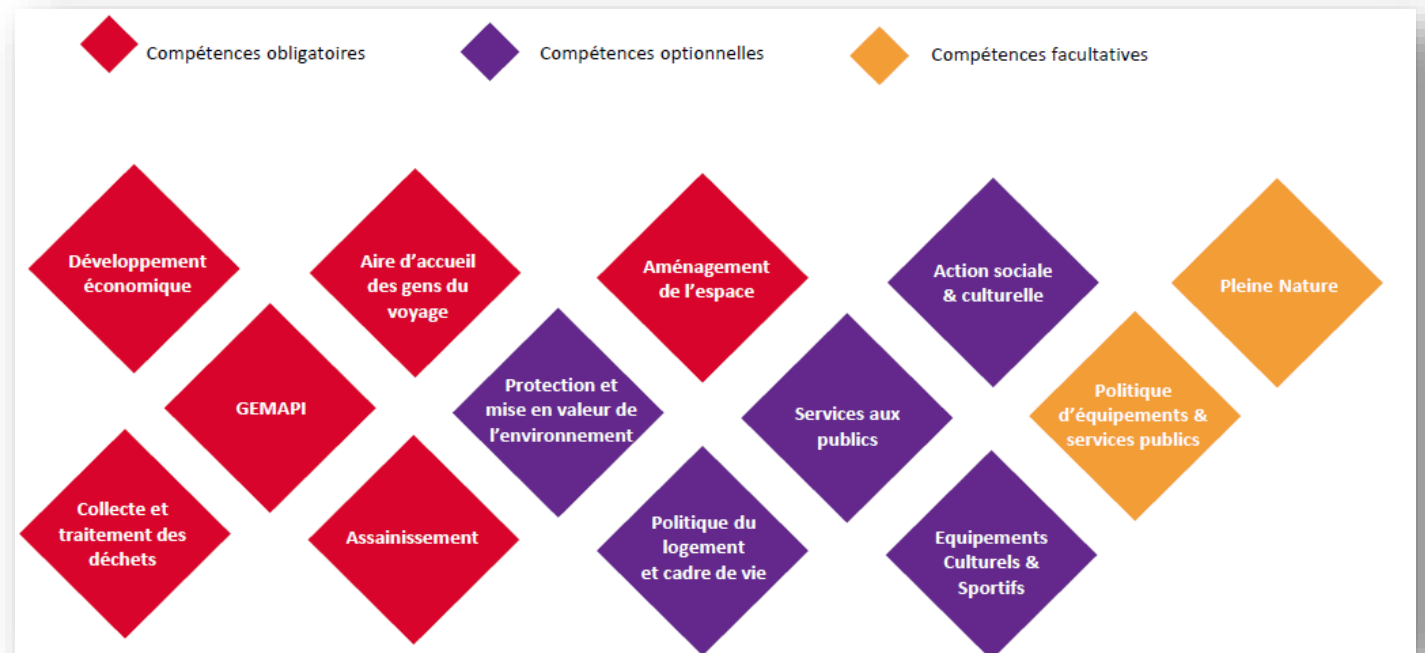 Compétences obligatoires
Compétences optionnelles
Compétences facultatives
Développement
économique
Aire d'accueil
des gens du
voyage
Aménagement
de l'espace
Action sociale
& culturelle
Pleine Nature
GEMAPI
Protection et
mise en valeur de
l'environnement
Services aux
publics
Politique
d'équipements &
services publics
Collecte et
traitement des
déchets
Assainissement
Politique du
logement
et cadre de vie
Equipements
Culturels &
Sportifs